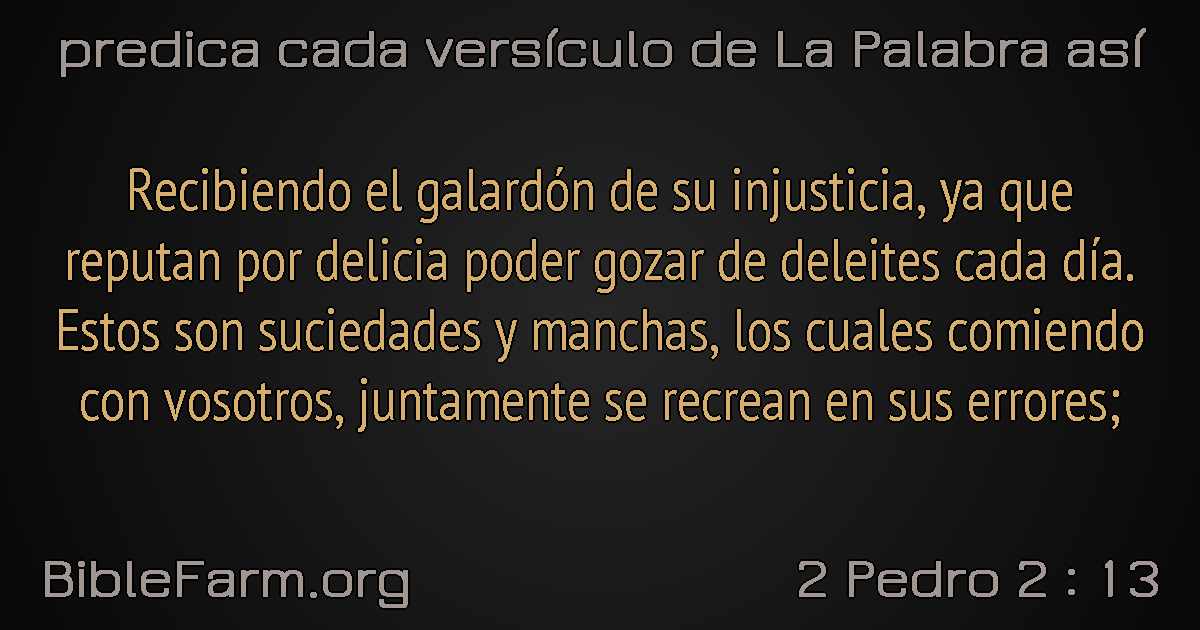 predica cada versículo de La Palabra así
Recibiendo el galardón de su injusticia, ya que
reputan por delicia poder gozar de deleites cada día.
Estos son suciedades y manchas, los cuales comiendo
con vosotros, juntamente se recrean en sus errores;
BibleFarm.org
2 Pedro 2 : 13